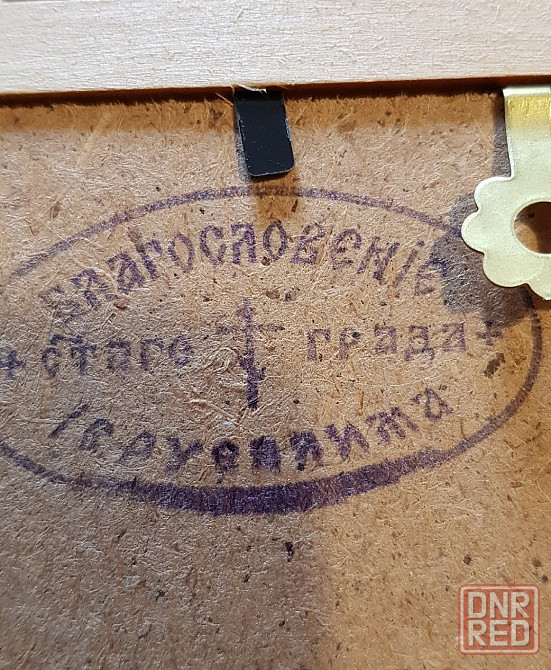 Благословеніе
+ стаго града +
Іерусалима
DNR
RED